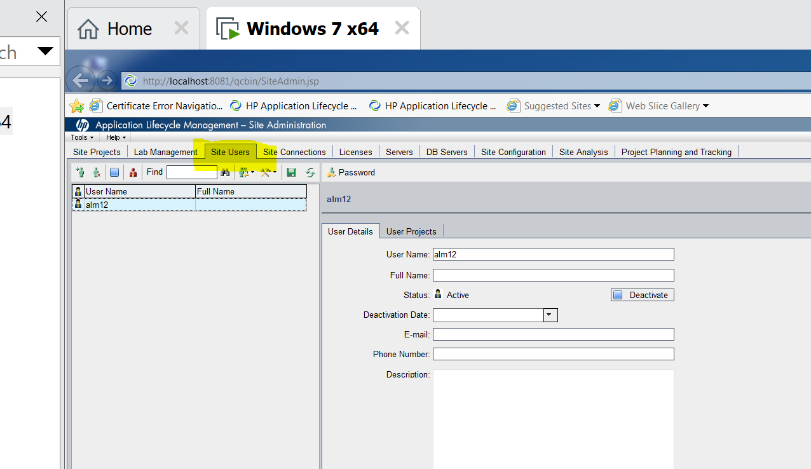 Home
Windows 7 x64
ch
64
http://localhost:8081/qcbin/SiteAdmin.jsp
Certificate Error Navigatio... HP Application Lifecycle ... HP Application Lifecycle ... Suggested Sites Web Slice Gallery
hp Application Lifecycle Management – Site Administration
Tools Help
Site Projects Lab Management Site Users Site Connections Licenses Servers DB Servers Site Configuration Site Analysis Project Planning and Tracking
Find Password
User Name Full Name
alm12
alm12
User Details User Projects
User Name: alm12
Full Name:
Status: Active Deactivate
Deactivation Date:
E-mail:
Phone Number:
Description: